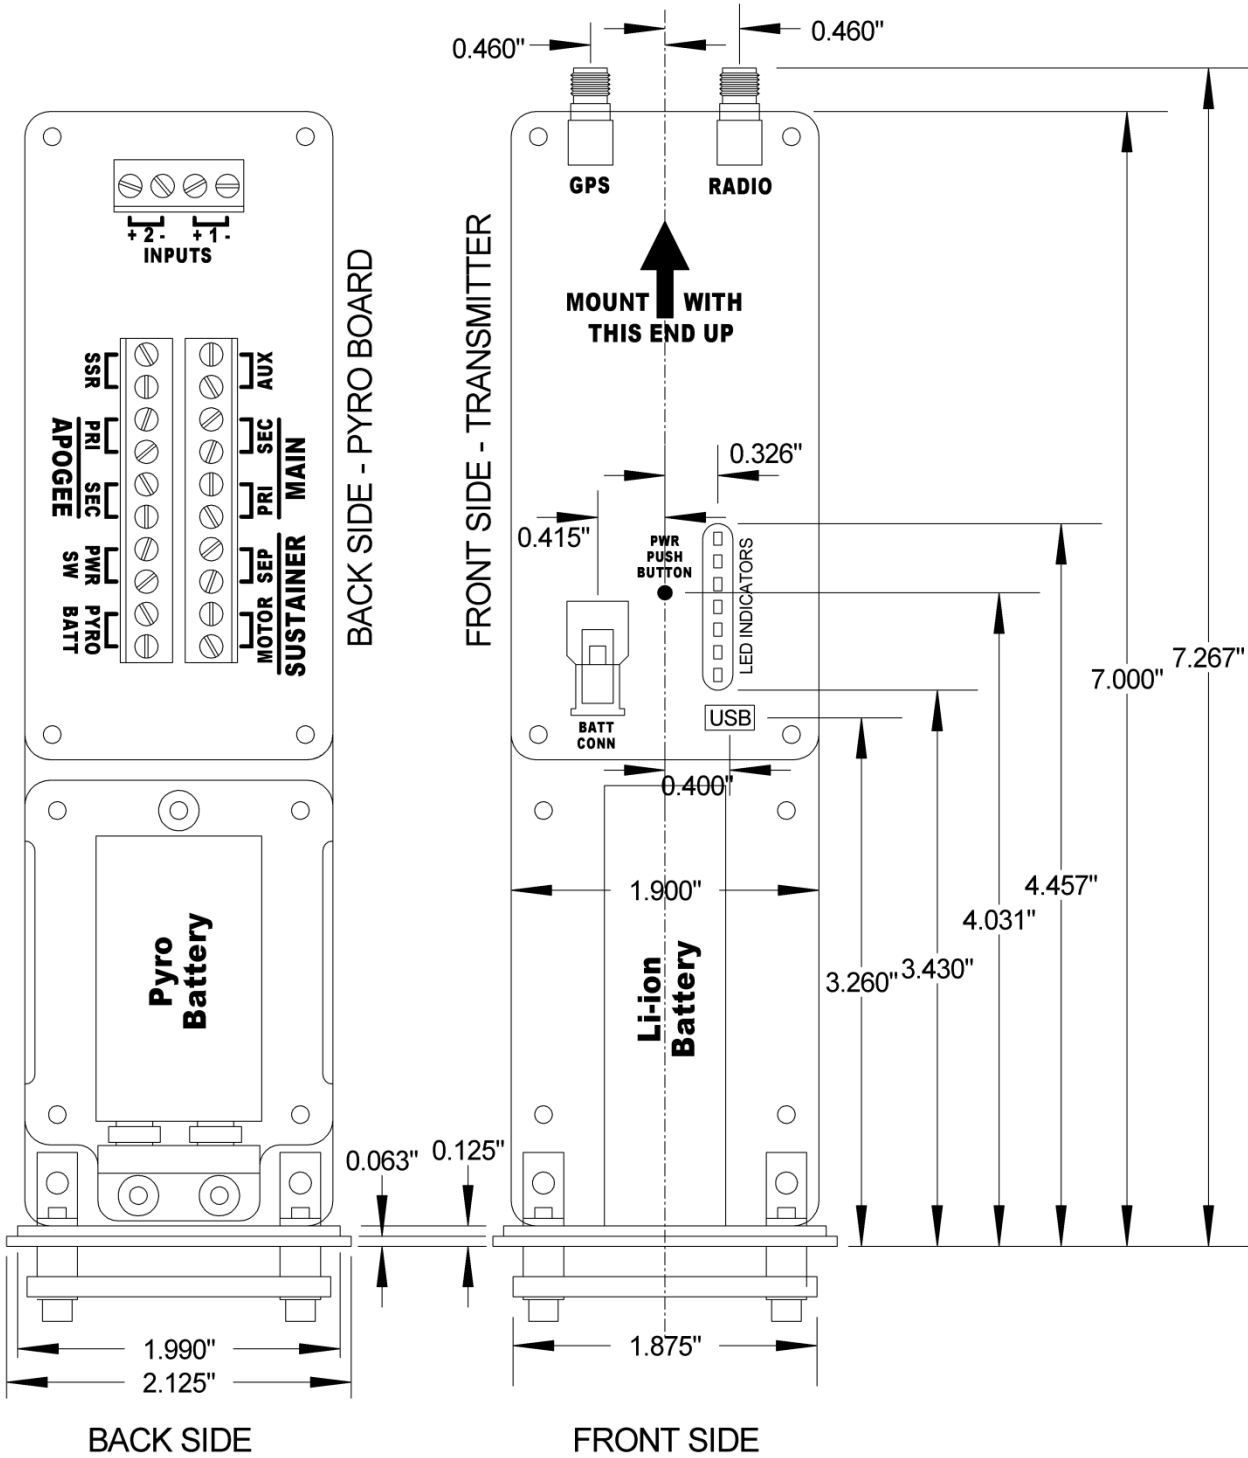 0.460"
0.460"
GPS
RADIO
MOUNT WITH
THIS END UP
+ 2 - + 1 -
INPUTS
SSR
APOGEE
PRI
SEC
PWR
SW
PYRO
BATT
AUX
SEC
PRI
MAIN
SEP
MOTOR
SUSTAINER
BACK SIDE - PYRO BOARD
FRONT SIDE - TRANSMITTER
0.326"
0.415"
PWR
PUSH
BUTTON
LED INDICATORS
BATT
CONN
USB
0.400"
7.267"
7.000"
4.457"
4.031"
3.430"
3.260"
1.900"
Pyro
Battery
Li-ion
Battery
0.063"
0.125"
1.990"
2.125"
1.875"
BACK SIDE
FRONT SIDE